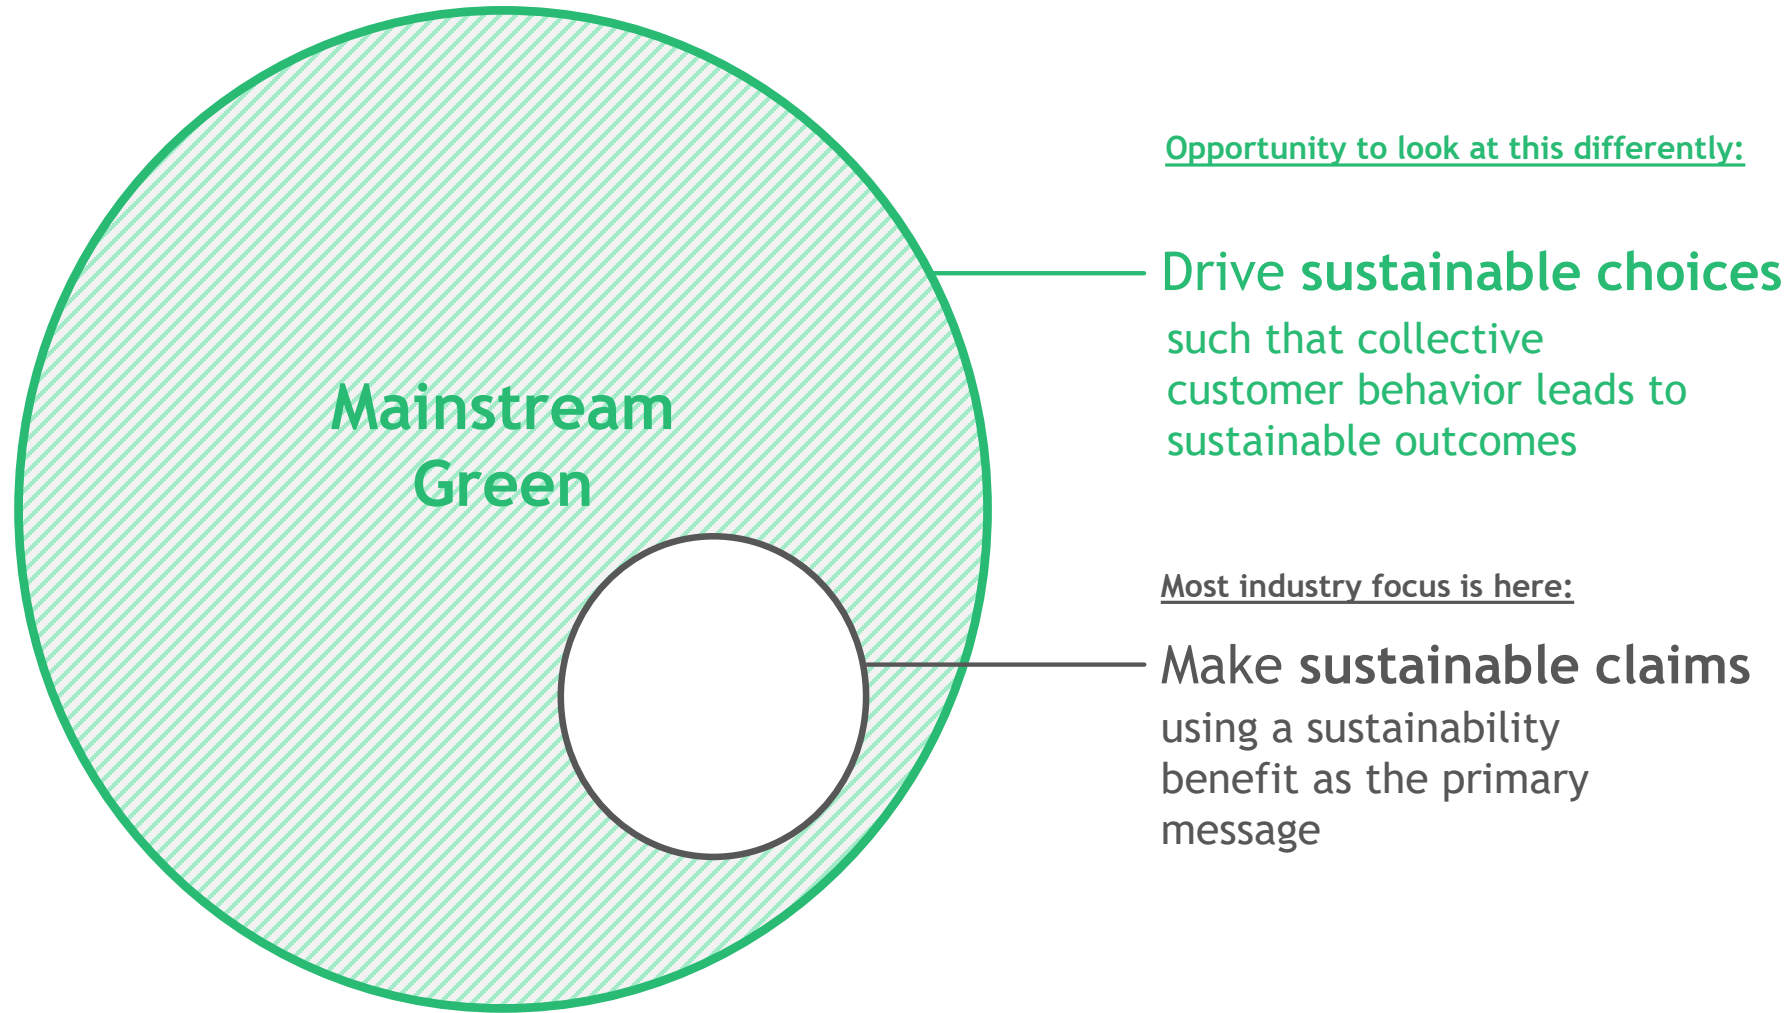 Mainstream
Green
Opportunity to look at this differently:
Drive sustainable choices
such that collective
customer behavior leads to
sustainable outcomes
Most industry focus is here:
Make sustainable claims
using a sustainability
benefit as the primary
message